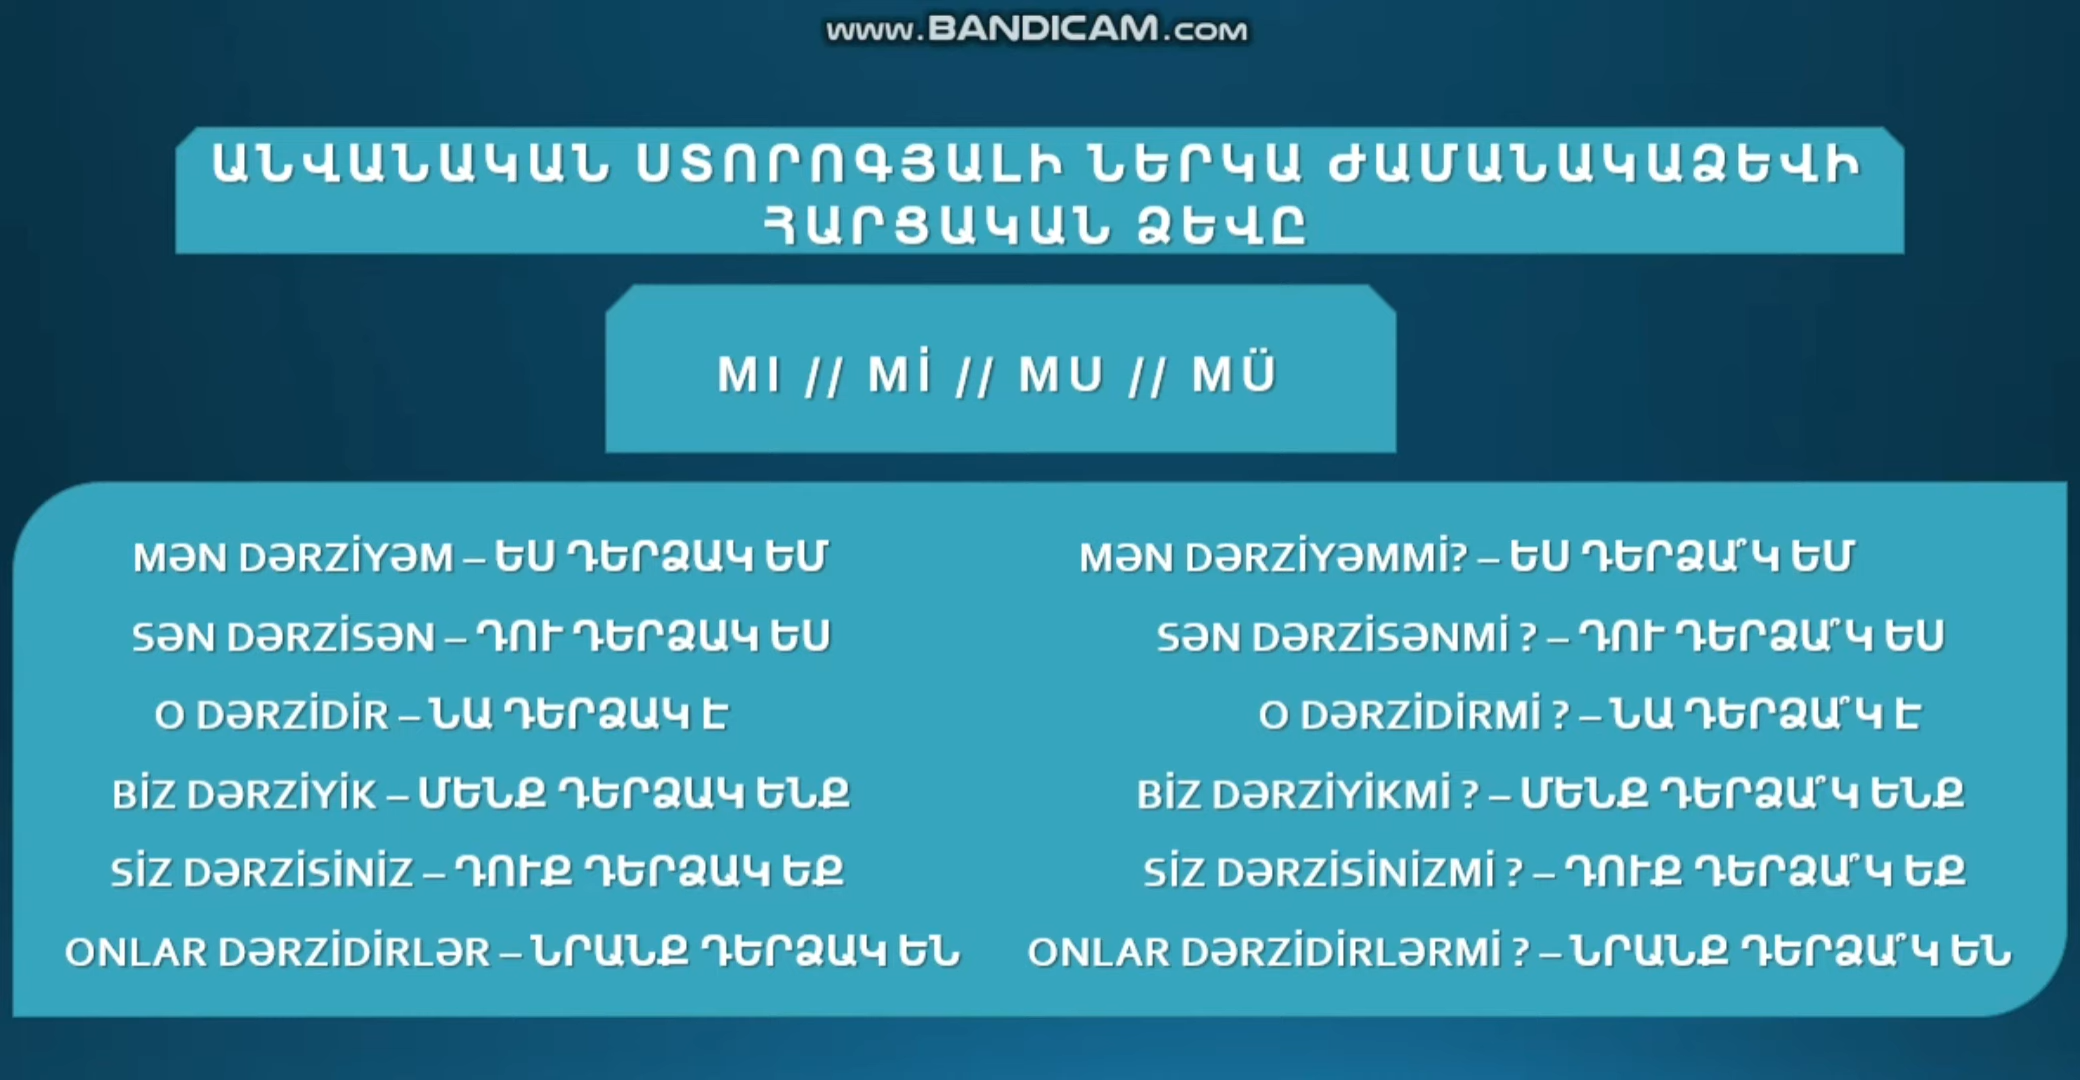 www.BANDICAM.com
ԱՆՎԱՆԱԿԱՆ ՍՏՈՐՈԳՅԱԼԻ ՆԵՐԿԱ ԺԱՄԱՆԱԿԱՁԵՎԻ
ՀԱՐՑԱԿԱՆ ՁԵՎԸ
MI // Mİ // MU // MÜ
MƏN DƏRZİYƏM – ԵՍ ԴԵՐՁԱԿ ԵՄ
SƏN DƏRZİSƏN – ԴՈՒ ԴԵՐՁԱԿ ԵՍ
O DƏRZİDİR – ՆԱ ԴԵՐՁԱԿ Է
BİZ DƏRZİYİK – ՄԵՆՔ ԴԵՐՁԱԿ ԵՆՔ
SİZ DƏRZİSİNİZ – ԴՈՒՔ ԴԵՐՁԱԿ ԵՔ
ONLAR DƏRZİDİRLƏR – ՆՐԱՆՔ ԴԵՐՁԱԿ ԵՆ
MƏN DƏRZİYƏMMİ? – ԵՍ ԴԵՐՁԱ՞Կ ԵՄ
SƏN DƏRZİSƏNMİ ? – ԴՈՒ ԴԵՐՁԱ՞Կ ԵՍ
O DƏRZİDİRMİ ? – ՆԱ ԴԵՐՁԱ՞Կ Է
BİZ DƏRZİYİKMİ ? – ՄԵՆՔ ԴԵՐՁԱ՞Կ ԵՆՔ
SİZ DƏRZİSİNİZMİ ? – ԴՈՒՔ ԴԵՐՁԱ՞Կ ԵՔ
ONLAR DƏRZİDİRLƏRMİ ? – ՆՐԱՆՔ ԴԵՐՁԱ՞Կ ԵՆ